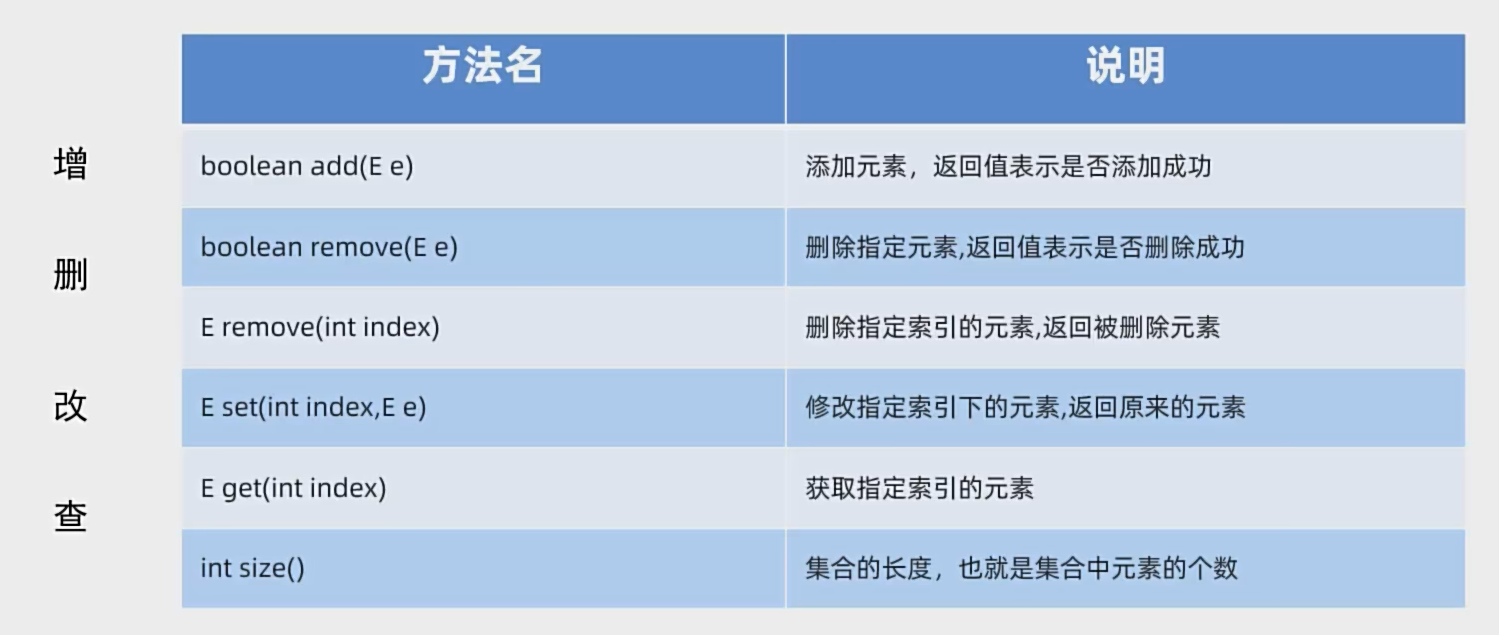 方法名 说明
增
boolean add(E e) 添加元素，返回值表示是否添加成功
boolean remove(E e) 删除指定元素,返回值表示是否删除成功
删
E remove(int index) 删除指定索引的元素,返回被删除元素
改
E set(int index,E e) 修改指定索引下的元素,返回原来的元素
E get(int index) 获取指定索引的元素
查
int size() 集合的长度，也就是集合中元素的个数